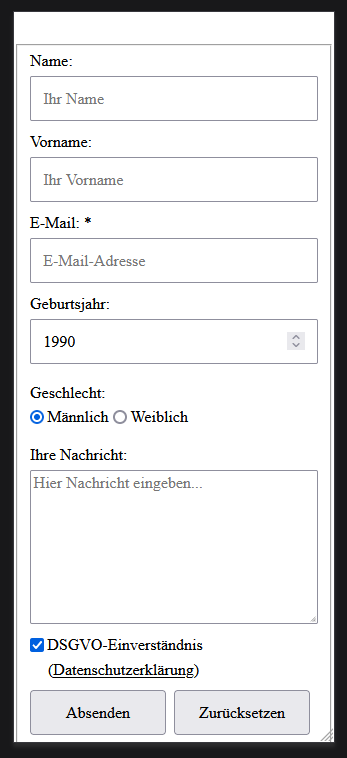 Name:
Ihr Name
Vorname:
Ihr Vorname
E-Mail: *
E-Mail-Adresse
Geburtsjahr:
1990
Geschlecht:
Männlich Weiblich
Ihre Nachricht:
Hier Nachricht eingeben...
DSGVO-Einverständnis
(Datenschutzerklärung)
Absenden Zurücksetzen